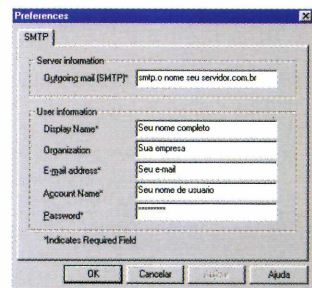 Preferences
SMTP
Server information
Outgoing mail (SMTP)* smtp.o nome seu servidor.com.br
User information
Display Name* Seu nome completo
Organization Sua empresa
E-mail address* Seu e-mail
Account Name* Seu nome de usuario
Password* ********
*Indicates Required Field
OK Cancelar Ajuda